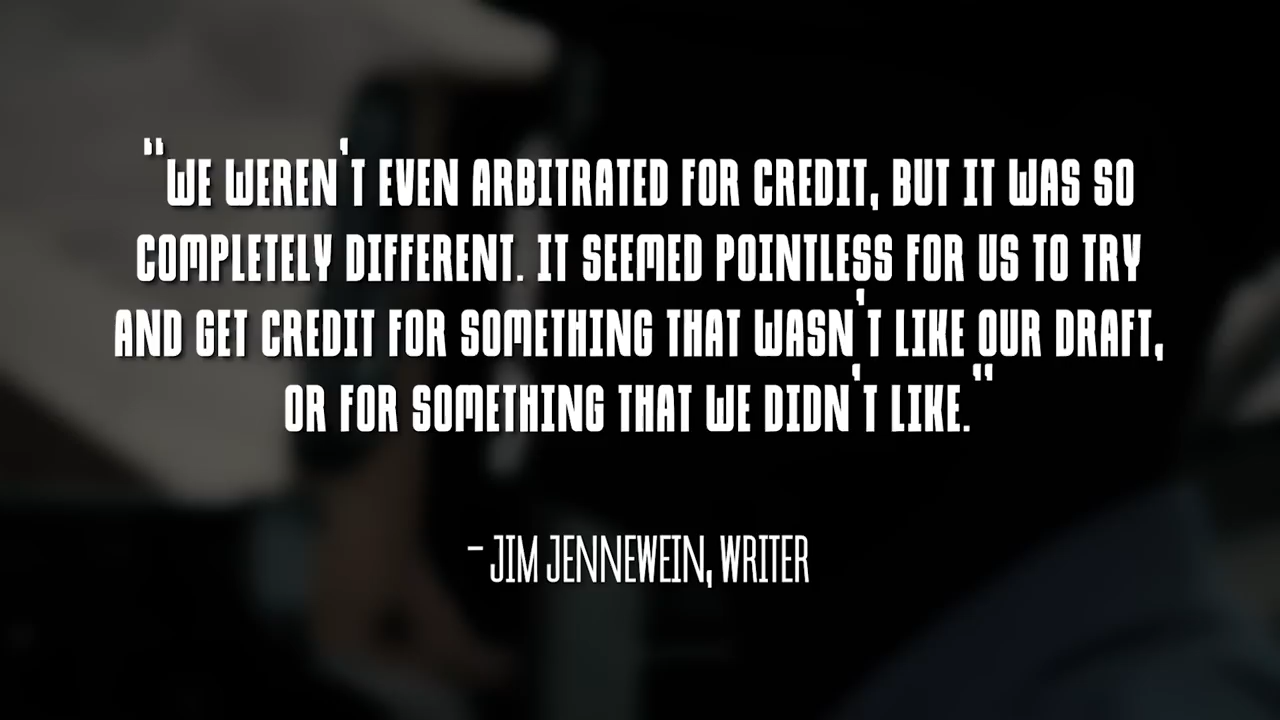 "WE WEREN'T EVEN ARBITRATED FOR CREDIT, BUT IT WAS SO
COMPLETELY DIFFERENT. IT SEEMED POINTLESS FOR US TO TRY
AND GET CREDIT FOR SOMETHING THAT WASN'T LIKE OUR DRAFT,
OR FOR SOMETHING THAT WE DIDN'T LIKE."
- JIM JENNEWEIN, WRITER